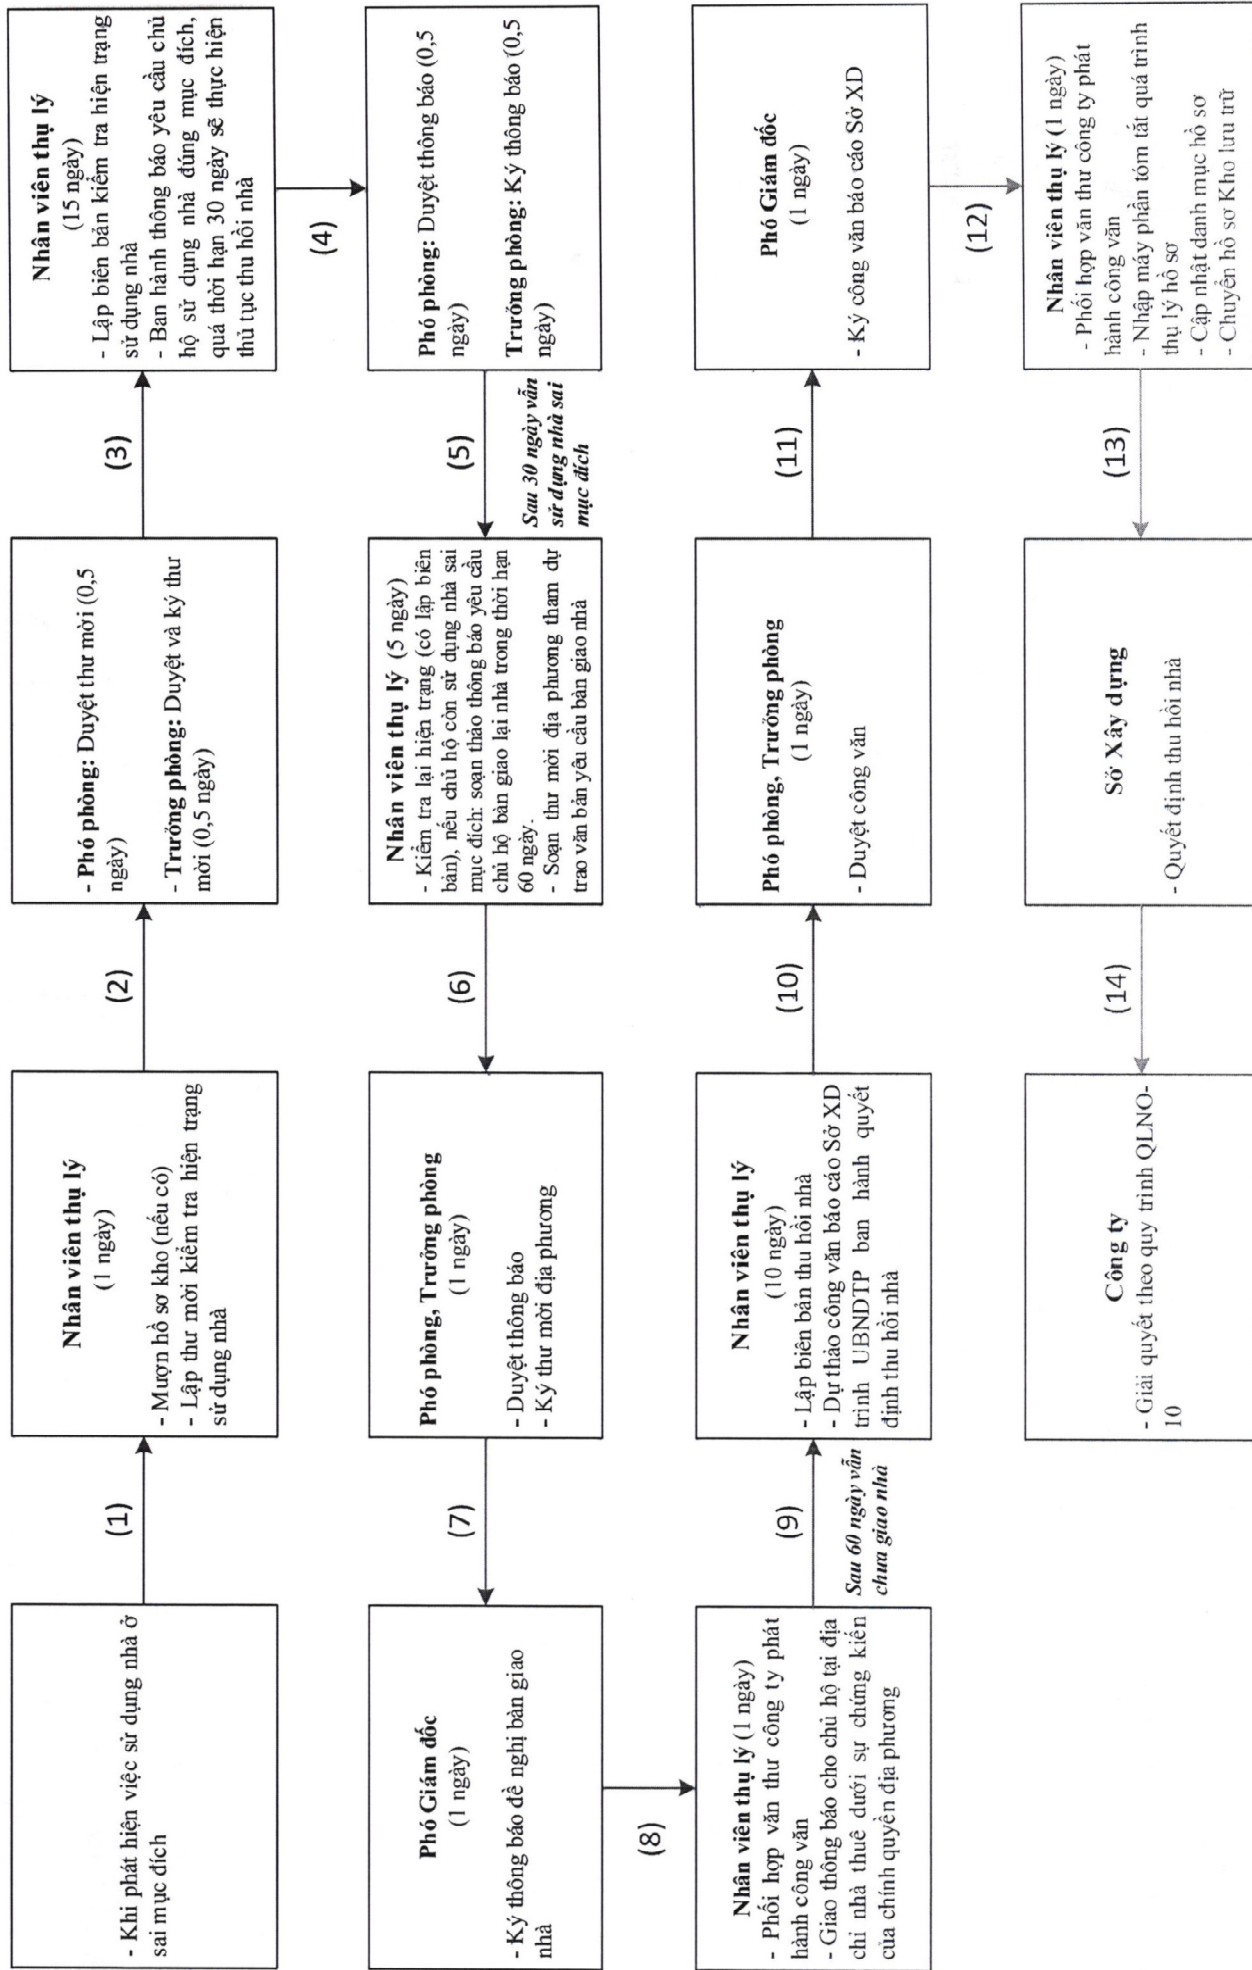 - Khi phát hiện việc sử dụng nhà ở
sai mục đích
(1)
Nhân viên thụ lý
(1 ngày)
- Mượn hồ sơ kho (nếu có)
- Lập thư mời kiểm tra hiện trạng
sử dụng nhà
(2)
- Phó phòng: Duyệt thư mời (0,5
ngày)
- Trưởng phòng: Duyệt và ký thư
mời (0,5 ngày)
(3)
Nhân viên thụ lý
(15 ngày)
- Lập biên bản kiểm tra hiện trạng
sử dụng nhà
- Ban hành thông báo yêu cầu chủ
hộ sử dụng nhà đúng mục đích,
quá thời hạn 30 ngày sẽ thực hiện
thủ tục thu hồi nhà
(4)
Phó phòng: Duyệt thông báo (0,5
ngày)
Trưởng phòng: Ký thông báo (0,5
ngày)
(5)
Sau 30 ngày vẫn
sử dụng nhà sai
mục đích
Nhân viên thụ lý (5 ngày)
- Kiểm tra lại hiện trạng (có lập biên
bản), nếu chủ hộ còn sử dụng nhà sai
mục đích: soạn thảo thông báo yêu cầu
chủ hộ bàn giao lại nhà trong thời hạn
60 ngày.
- Soạn thư mời địa phương tham dự
trao văn bản yêu cầu bàn giao nhà
(6)
Phó phòng, Trưởng phòng
(1 ngày)
- Duyệt thông báo
- Ký thư mời địa phương
(7)
Phó Giám đốc
(1 ngày)
- Ký thông báo đề nghị bàn giao
nhà
(8)
Nhân viên thụ lý (1 ngày)
- Phối hợp văn thư công ty phát
hành công văn
- Giao thông báo cho chủ hộ tại địa
chỉ nhà thuê dưới sự chứng kiến
của chính quyền địa phương
(9)
Sau 60 ngày vẫn
chưa giao nhà
Nhân viên thụ lý
(10 ngày)
- Lập biên bản thu hồi nhà
- Dự thảo công văn báo cáo Sở XD
trình UBNDTP ban hành quyết
định thu hồi nhà
(10)
Phó phòng, Trưởng phòng
(1 ngày)
- Duyệt công văn
(11)
Phó Giám đốc
(1 ngày)
- Ký công văn báo cáo Sở XD
(12)
Nhân viên thụ lý (1 ngày)
- Phối hợp văn thư công ty phát
hành công văn
- Nhập máy phần tóm tắt quá trình
thụ lý hồ sơ
- Cập nhật danh mục hồ sơ
- Chuyển hồ sơ Kho lưu trữ
(13)
Sở Xây dựng
- Quyết định thu hồi nhà
(14)
Công ty
- Giải quyết theo quy trình QLNO-
10